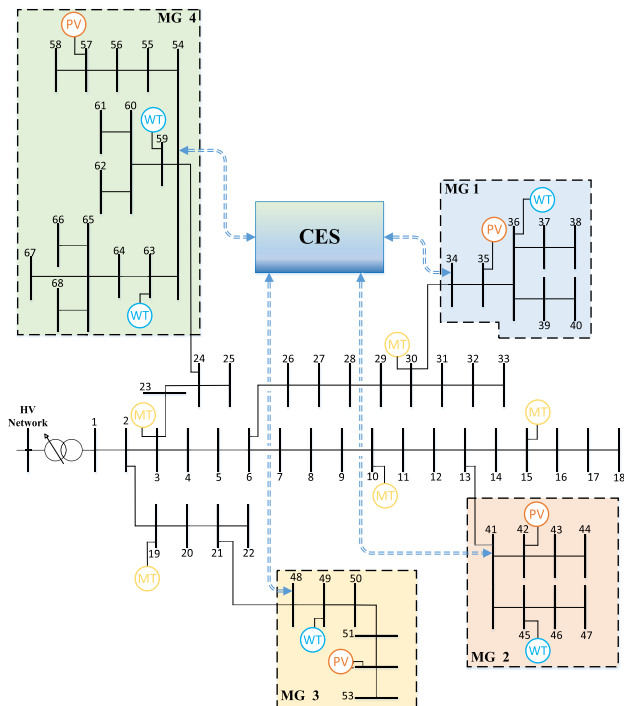 MG 4
PV
58 57 56 55 54
61 60 WT 59
62
66 65
67 64 63
68 WT
CES
MG 1
WT
PV 36 37 38
34 35
39 40
24 25
23
26 27 28 29 MT 30 31 32 33
HV
Network
1 2 MT MT
3 4 5 6 7 8 9 10 11 12 13 14 15 16 17 18
MT
19 20 21 22
MT
41 42 PV 43 44
45 46 47
WT
MG 2
48 49 50
WT 51
PV
53
MG 3